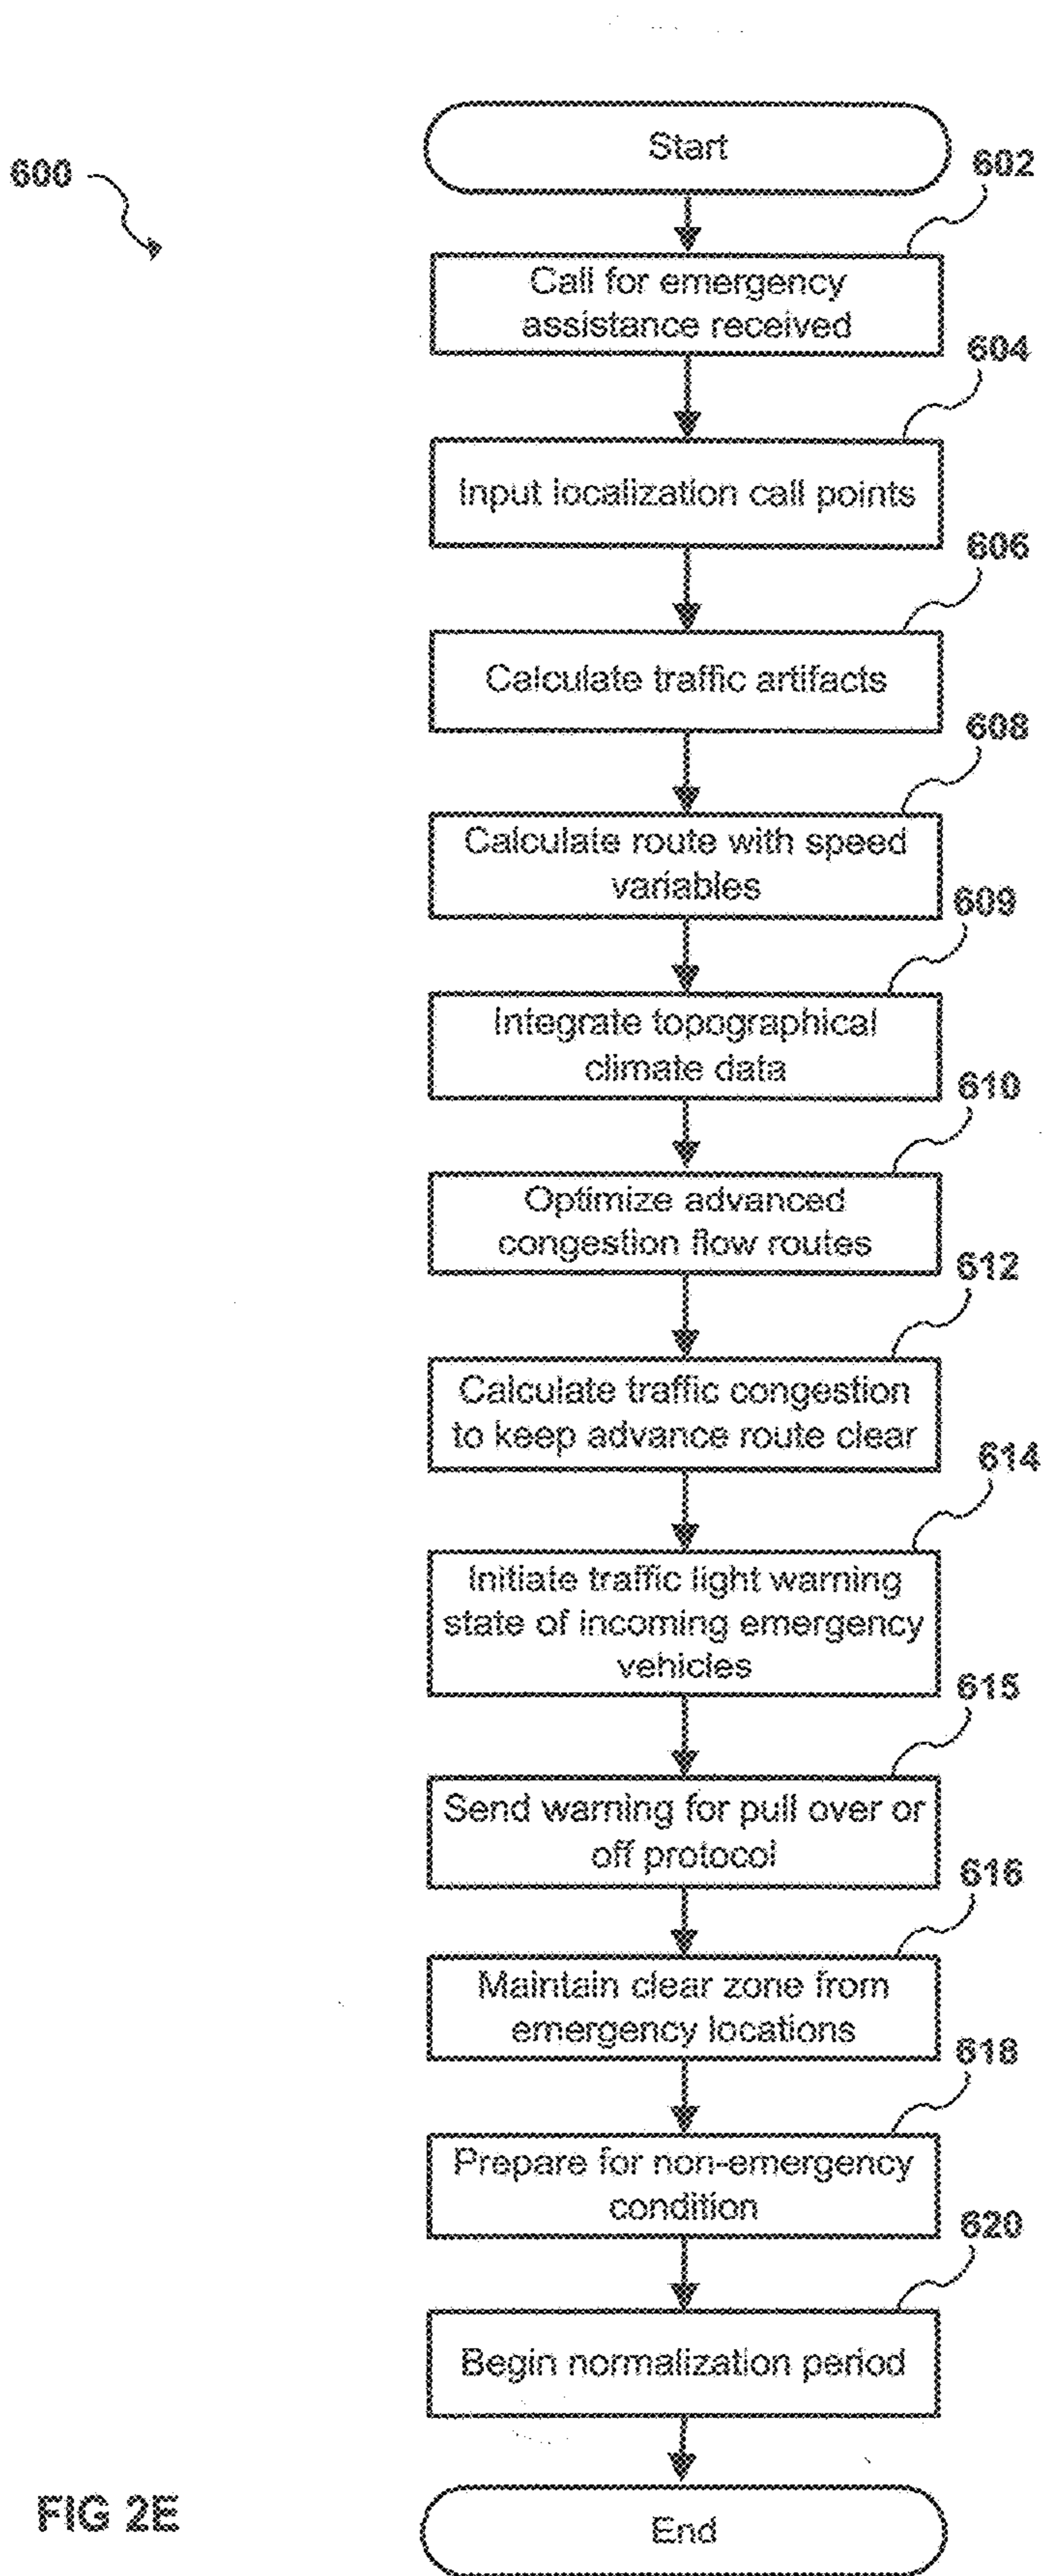 Start
600
602
Call for emergency
assistance received
604
Input localization call points
606
Calculate traffic artifacts
608
Calculate route with speed
variables
609
Integrate topographical
climate data
610
Optimize advanced
congestion flow routes
612
Calculate traffic congestion
to keep advance route clear
614
Initiate traffic light warning
state of incoming emergency
vehicles
615
Send warning for pull over or
off protocol
616
Maintain clear zone from
emergency locations
618
Prepare for non-emergency
condition
620
Begin normalization period
End
FIG 2E